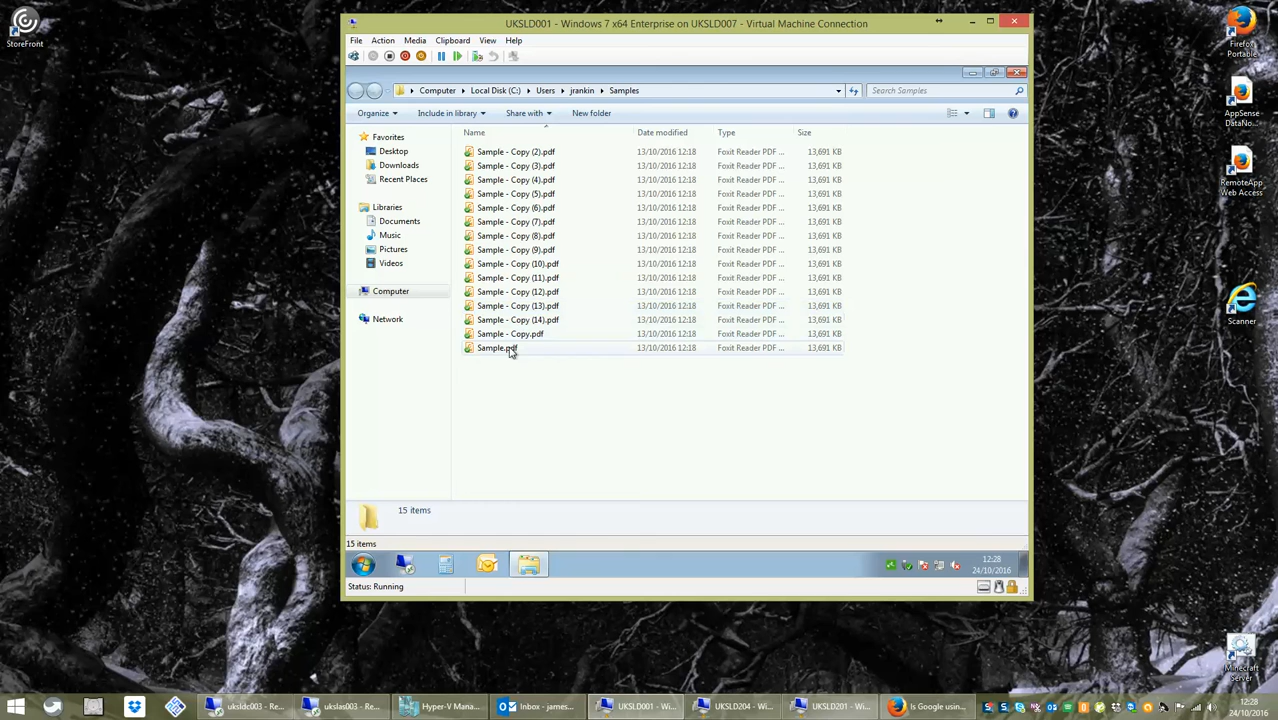 StoreFront
UKSLD001 - Windows 7 x64 Enterprise on UKSLD007 - Virtual Machine Connection
File Action Media Clipboard View Help
Computer Local Disk (C:) Users jrankin Samples
Search Samples
Organize Include in library Share with New folder
Favorites
Desktop
Downloads
Recent Places
Libraries
Documents
Music
Pictures
Videos
Computer
Network
Name Date modified Type Size
Sample - Copy (2).pdf 13/10/2016 12:18 Foxit Reader PDF ... 13,691 KB
Sample - Copy (3).pdf 13/10/2016 12:18 Foxit Reader PDF ... 13,691 KB
Sample - Copy (4).pdf 13/10/2016 12:18 Foxit Reader PDF ... 13,691 KB
Sample - Copy (5).pdf 13/10/2016 12:18 Foxit Reader PDF ... 13,691 KB
Sample - Copy (6).pdf 13/10/2016 12:18 Foxit Reader PDF ... 13,691 KB
Sample - Copy (7).pdf 13/10/2016 12:18 Foxit Reader PDF ... 13,691 KB
Sample - Copy (8).pdf 13/10/2016 12:18 Foxit Reader PDF ... 13,691 KB
Sample - Copy (9).pdf 13/10/2016 12:18 Foxit Reader PDF ... 13,691 KB
Sample - Copy (10).pdf 13/10/2016 12:18 Foxit Reader PDF ... 13,691 KB
Sample - Copy (11).pdf 13/10/2016 12:18 Foxit Reader PDF ... 13,691 KB
Sample - Copy (12).pdf 13/10/2016 12:18 Foxit Reader PDF ... 13,691 KB
Sample - Copy (13).pdf 13/10/2016 12:18 Foxit Reader PDF ... 13,691 KB
Sample - Copy (14).pdf 13/10/2016 12:18 Foxit Reader PDF ... 13,691 KB
Sample - Copy.pdf 13/10/2016 12:18 Foxit Reader PDF ... 13,691 KB
Sample.pdf 13/10/2016 12:18 Foxit Reader PDF ... 13,691 KB
15 items
15 items
12:28
24/10/2016
Status: Running
Firefox
Portable
AppSense
DataNo...
RemoteApp
Web Access
Scanner
Minecraft
Server
uksldc003 - Re...
ukslas003 - Re...
Hyper-V Mana...
Inbox - james...
UKSLD001 - Wi...
UKSLD204 - Wi...
UKSLD201 - Wi...
Is Google usin...
12:28
24/10/2016